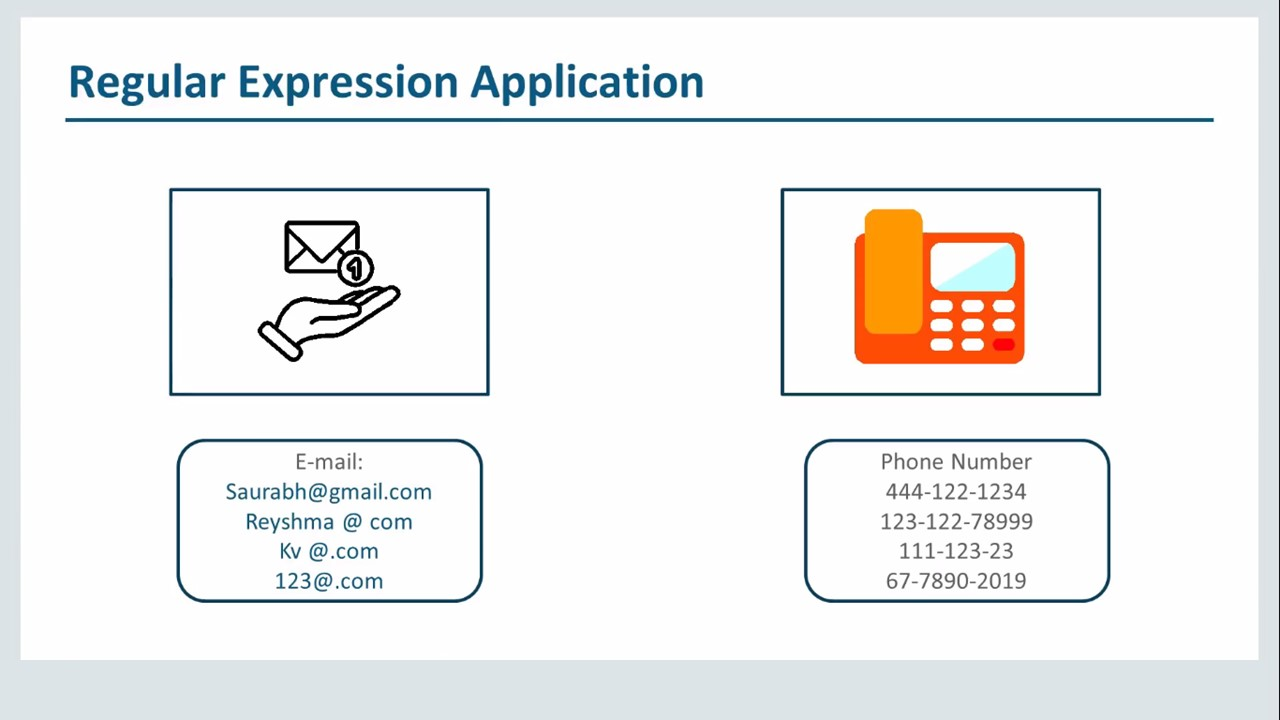 Regular Expression Application
1
E-mail:
Saurabh@gmail.com
Reyshma @ com
Kv @.com
123@.com
Phone Number
444-122-1234
123-122-78999
111-123-23
67-7890-2019